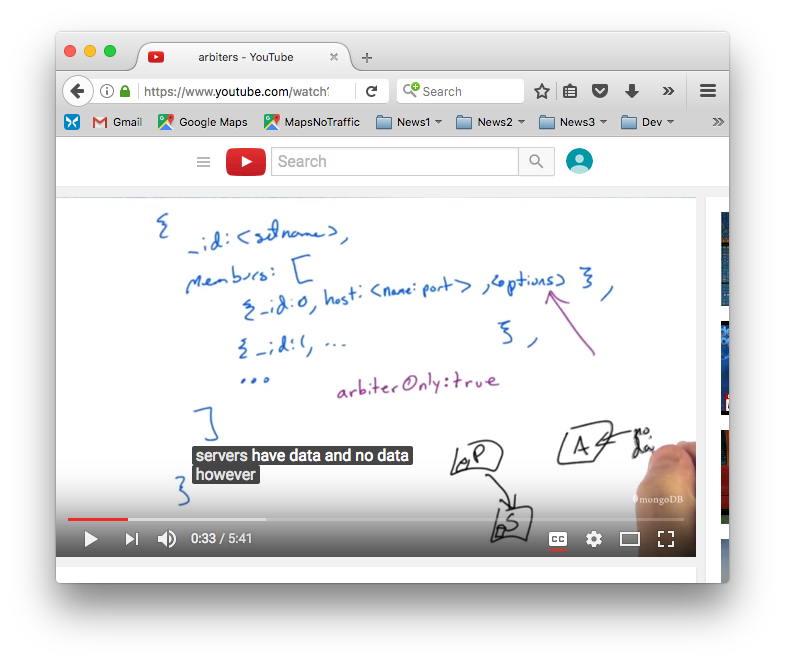 arbiters - YouTube
https://www.youtube.com/watch?
Search
Gmail
Google Maps
MapsNoTraffic
News1
News2
News3
Dev
Search
{
_id: <setname>,
members: [
{_id:0, host: <name:port> ,<options> } ,
{_id:1, ... } ,
...
arbiterOnly:true
]
servers have data and no data
however
}
P
A
no
S
mongoDB
0:33 / 5:41
CC